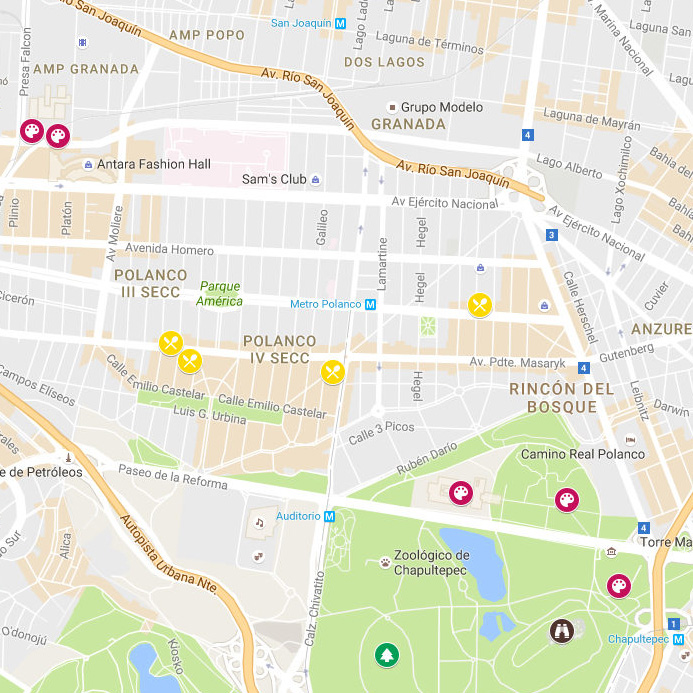 Río San Joaquín
San Joaquín M
Lago Ladoga
Marina Nacional
AMP POPO
Laguna de Términos
Presa Falcon
AMP GRANADA
DOS LAGOS
Av. Río San Joaquín
Grupo Modelo
GRANADA
Laguna de Mayrán
4
Lago Alberto
Bahía del
Antara Fashion Hall
Sam's Club
Av. Río San Joaquín
Lago Xochimilco
Plinio
Platón
Av Moliere
Galileo
Av Ejército Nacional
Hegel
Lamartine
Av Ejército Nacional
3
Bahía
Avenida Homero
POLANCO
III SECC
Parque
América
Metro Polanco M
Hegel
Calle Herschel
Cuvier
Cicerón
ANZURE
POLANCO
IV SECC
Gutenberg
Av. Pdte. Masaryk
4
Calle Emilio Castelar
Calle Emilio Castelar
Luis G. Urbina
Hegel
RINCÓN DEL
BOSQUE
Leibnitz
Darwin
Campos Elíseos
Calle 3 Picos
Rubén Darío
Camino Real Polanco
e de Petróleos
Paseo de la Reforma
Auditorio M
4
Autopista Urbana Nte.
Alica
Zoológico de
Chapultepec
Torre Ma
Calz. Chivatito
1
Chapultepec M
O'donojú
Kiosko